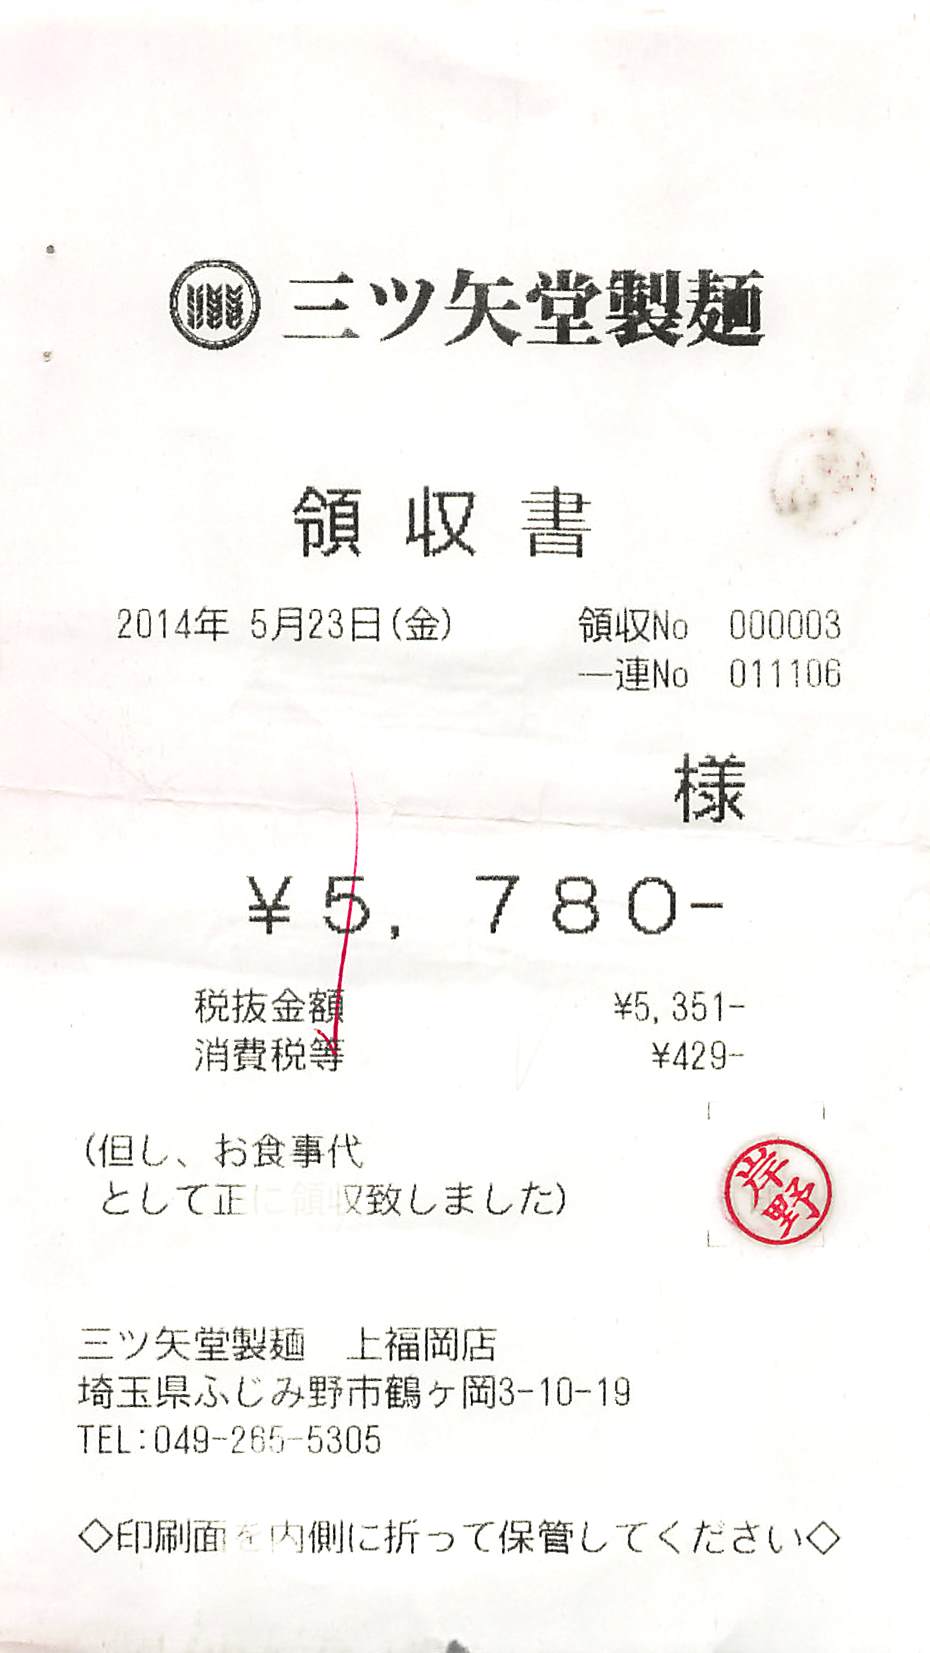 三ツ矢堂製麺
領収書
2014年 5月23日(金) 領収No 000003
一連No 011106
様
¥5,780-
税抜金額 ¥5,351-
消費税等 ¥429-
(但し、お食事代
として正に領収致しました)
岸野
三ツ矢堂製麺 上福岡店
埼玉県ふじみ野市鶴ヶ岡3-10-19
TEL:049-265-5305
◇印刷面を内側に折って保管してください◇